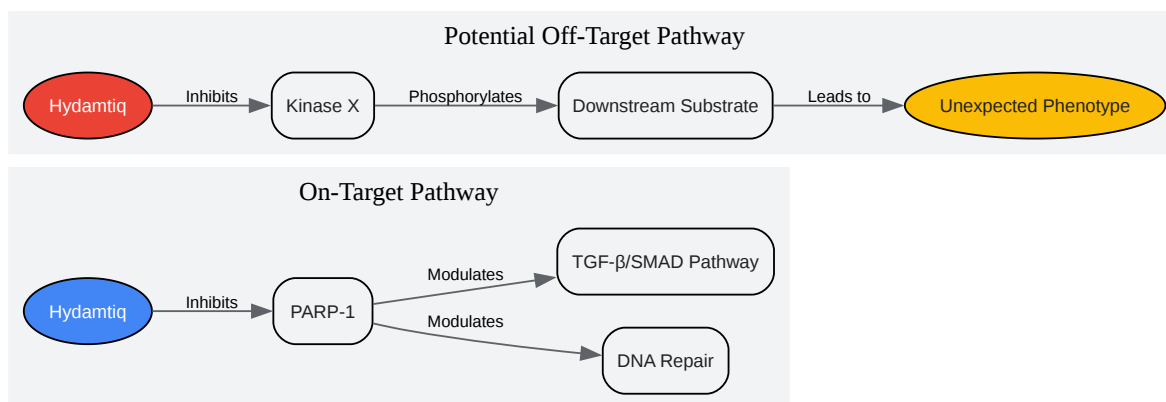 Potential Off-Target Pathway
Hydamtiq
Inhibits
Kinase X
Phosphorylates
Downstream Substrate
Leads to
Unexpected Phenotype
On-Target Pathway
Hydamtiq
Inhibits
PARP-1
Modulates
TGF-β/SMAD Pathway
Modulates
DNA Repair